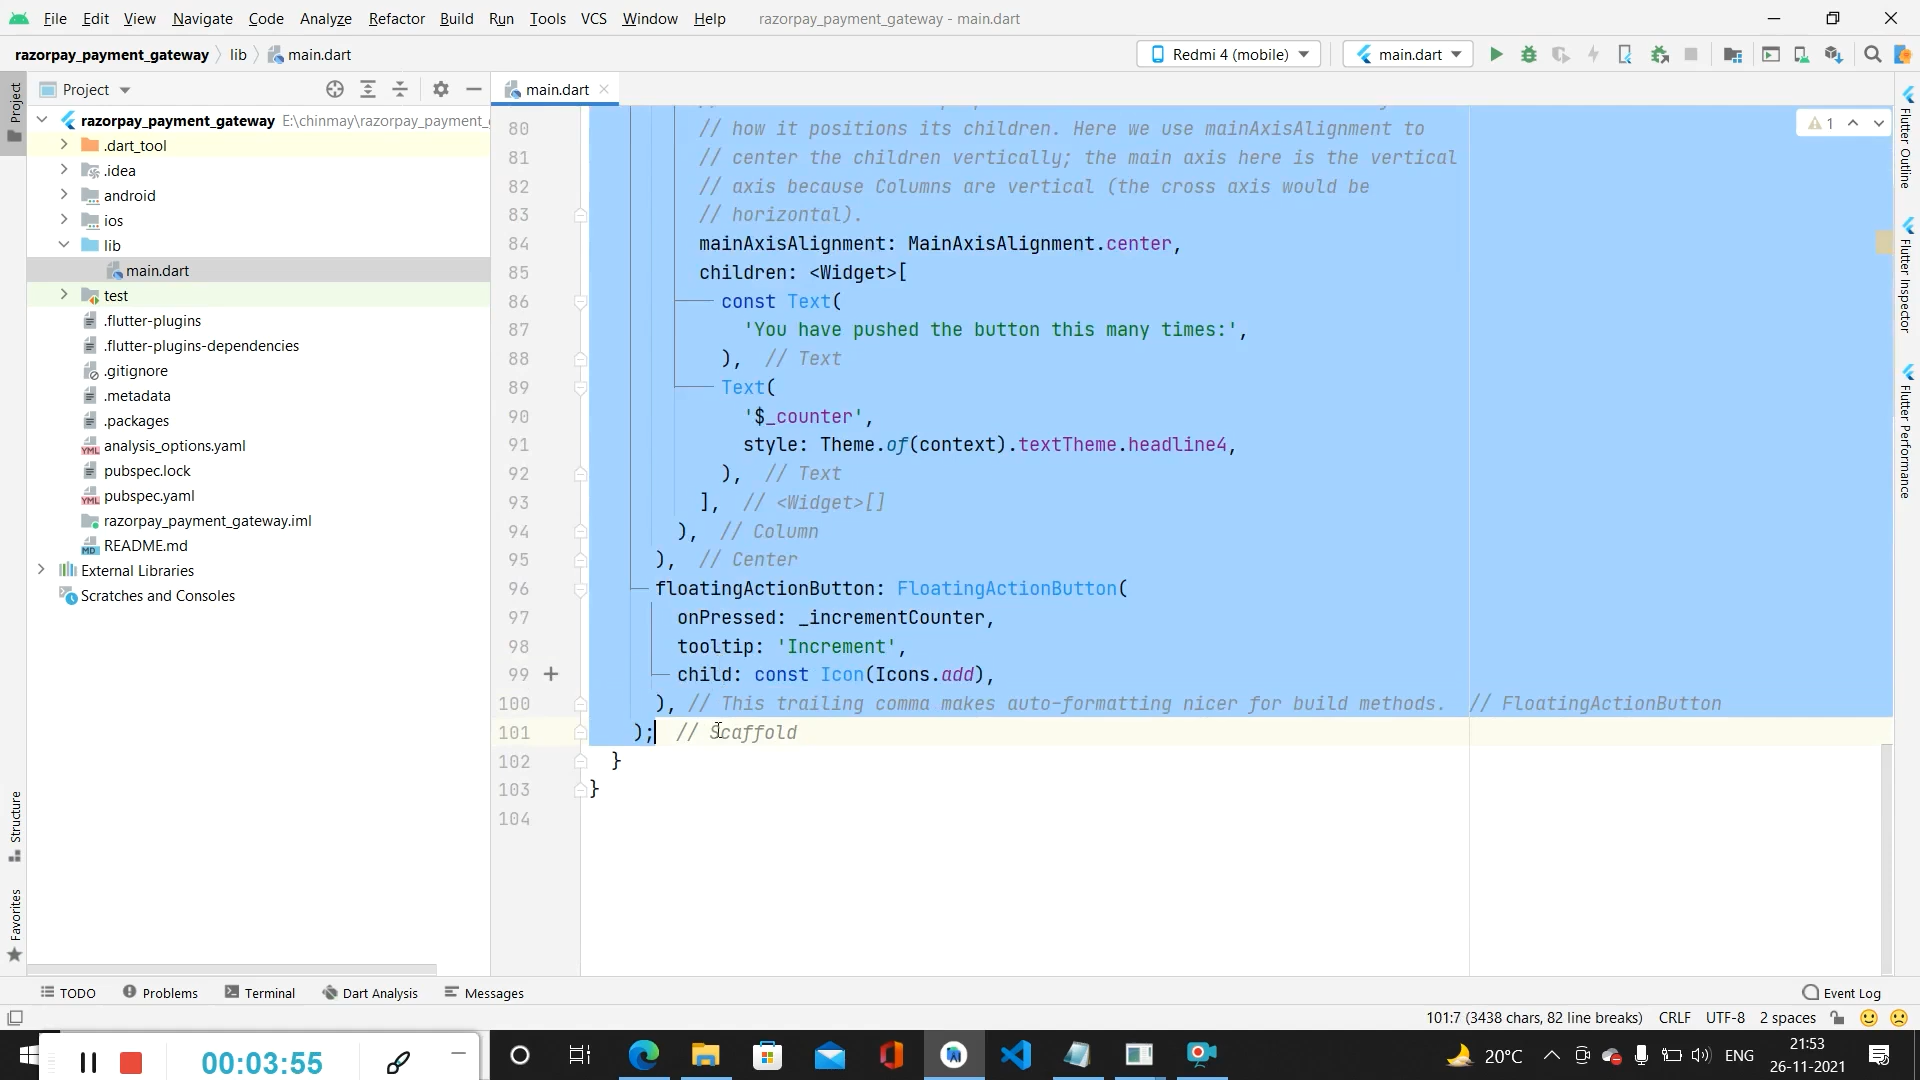 File Edit View Navigate Code Analyze Refactor Build Run Tools VCS Window Help razorpay_payment_gateway - main.dart
razorpay_payment_gateway lib main.dart Redmi 4 (mobile) main.dart
Project
Project
main.dart
razorpay_payment_gateway E:\chinmay\razorpay_payment_
.dart_tool
.idea
android
ios
lib
main.dart
test
.flutter-plugins
.flutter-plugins-dependencies
.gitignore
.metadata
.packages
analysis_options.yaml
pubspec.lock
pubspec.yaml
razorpay_payment_gateway.iml
README.md
External Libraries
Scratches and Consoles
Structure
Favorites
80 // how it positions its children. Here we use mainAxisAlignment to
81 // center the children vertically; the main axis here is the vertical
82 // axis because Columns are vertical (the cross axis would be
83 // horizontal).
84 mainAxisAlignment: MainAxisAlignment.center,
85 children: <Widget>[
86 const Text(
87 'You have pushed the button this many times:',
88 ), // Text
89 Text(
90 '$_counter',
91 style: Theme.of(context).textTheme.headline4,
92 ), // Text
93 ], // <Widget>[]
94 ), // Column
95 ), // Center
96 floatingActionButton: FloatingActionButton(
97 onPressed: _incrementCounter,
98 tooltip: 'Increment',
99 child: const Icon(Icons.add),
100 ), // This trailing comma makes auto-formatting nicer for build methods. // FloatingActionButton
101 ); // Scaffold
102 }
103 }
104
1
Flutter Outline
Flutter Inspector
Flutter Performance
TODO Problems Terminal Dart Analysis Messages Event Log
101:7 (3438 chars, 82 line breaks) CRLF UTF-8 2 spaces
00:03:55
20°C ENG
21:53
26-11-2021